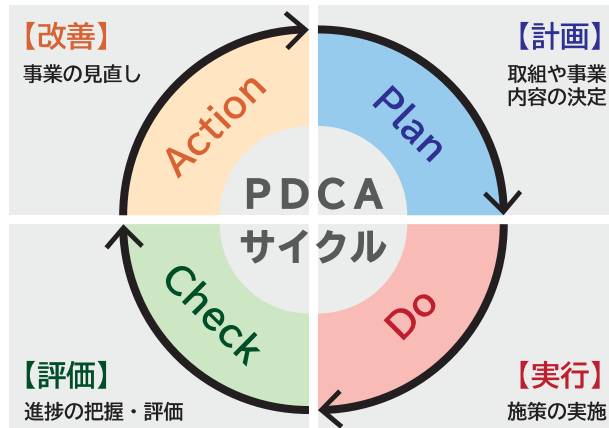 【改善】
事業の見直し
Action
【計画】
取組や事業
内容の決定
Plan
PDCA
サイクル
Check
【評価】
進捗の把握・評価
Do
【実行】
施策の実施